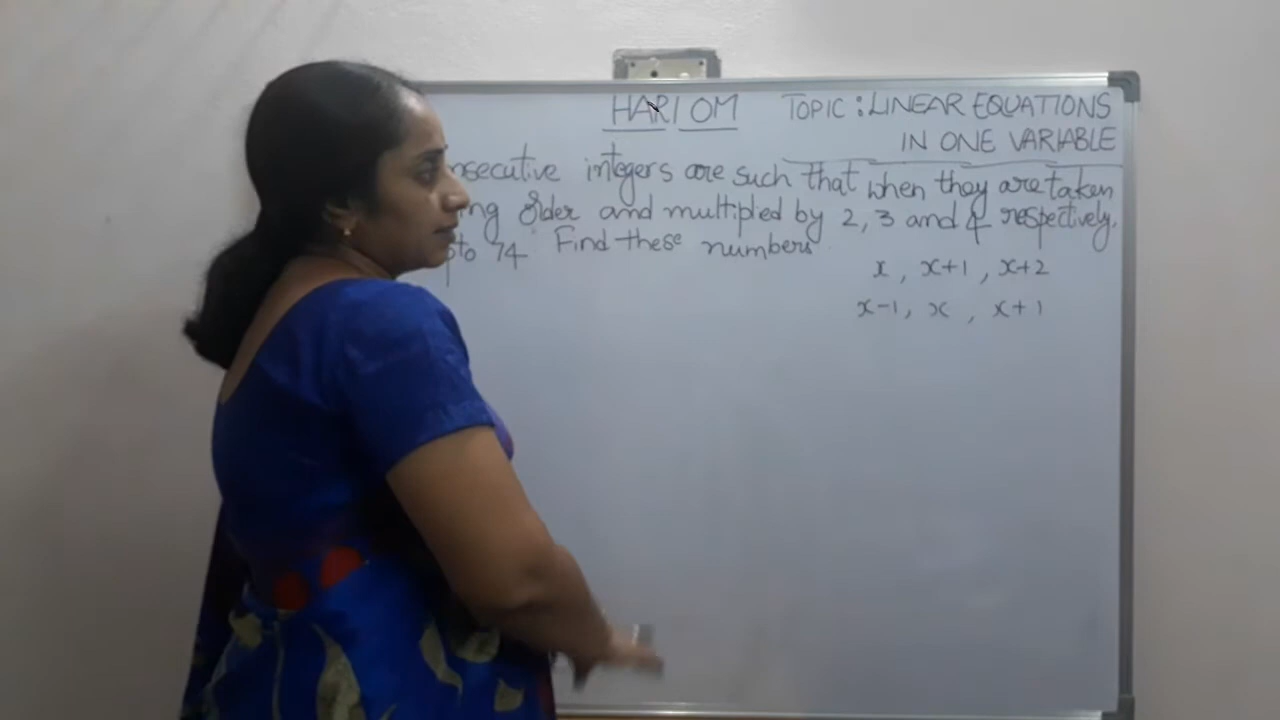 HARI OM TOPIC : LINEAR EQUATIONS
IN ONE VARIABLE
integers are such that when they are taken
order and multiplied by 2, 3 and 4 respectively,
to 74 Find these numbers
x , x+1 , x+2
x-1, x , x+1